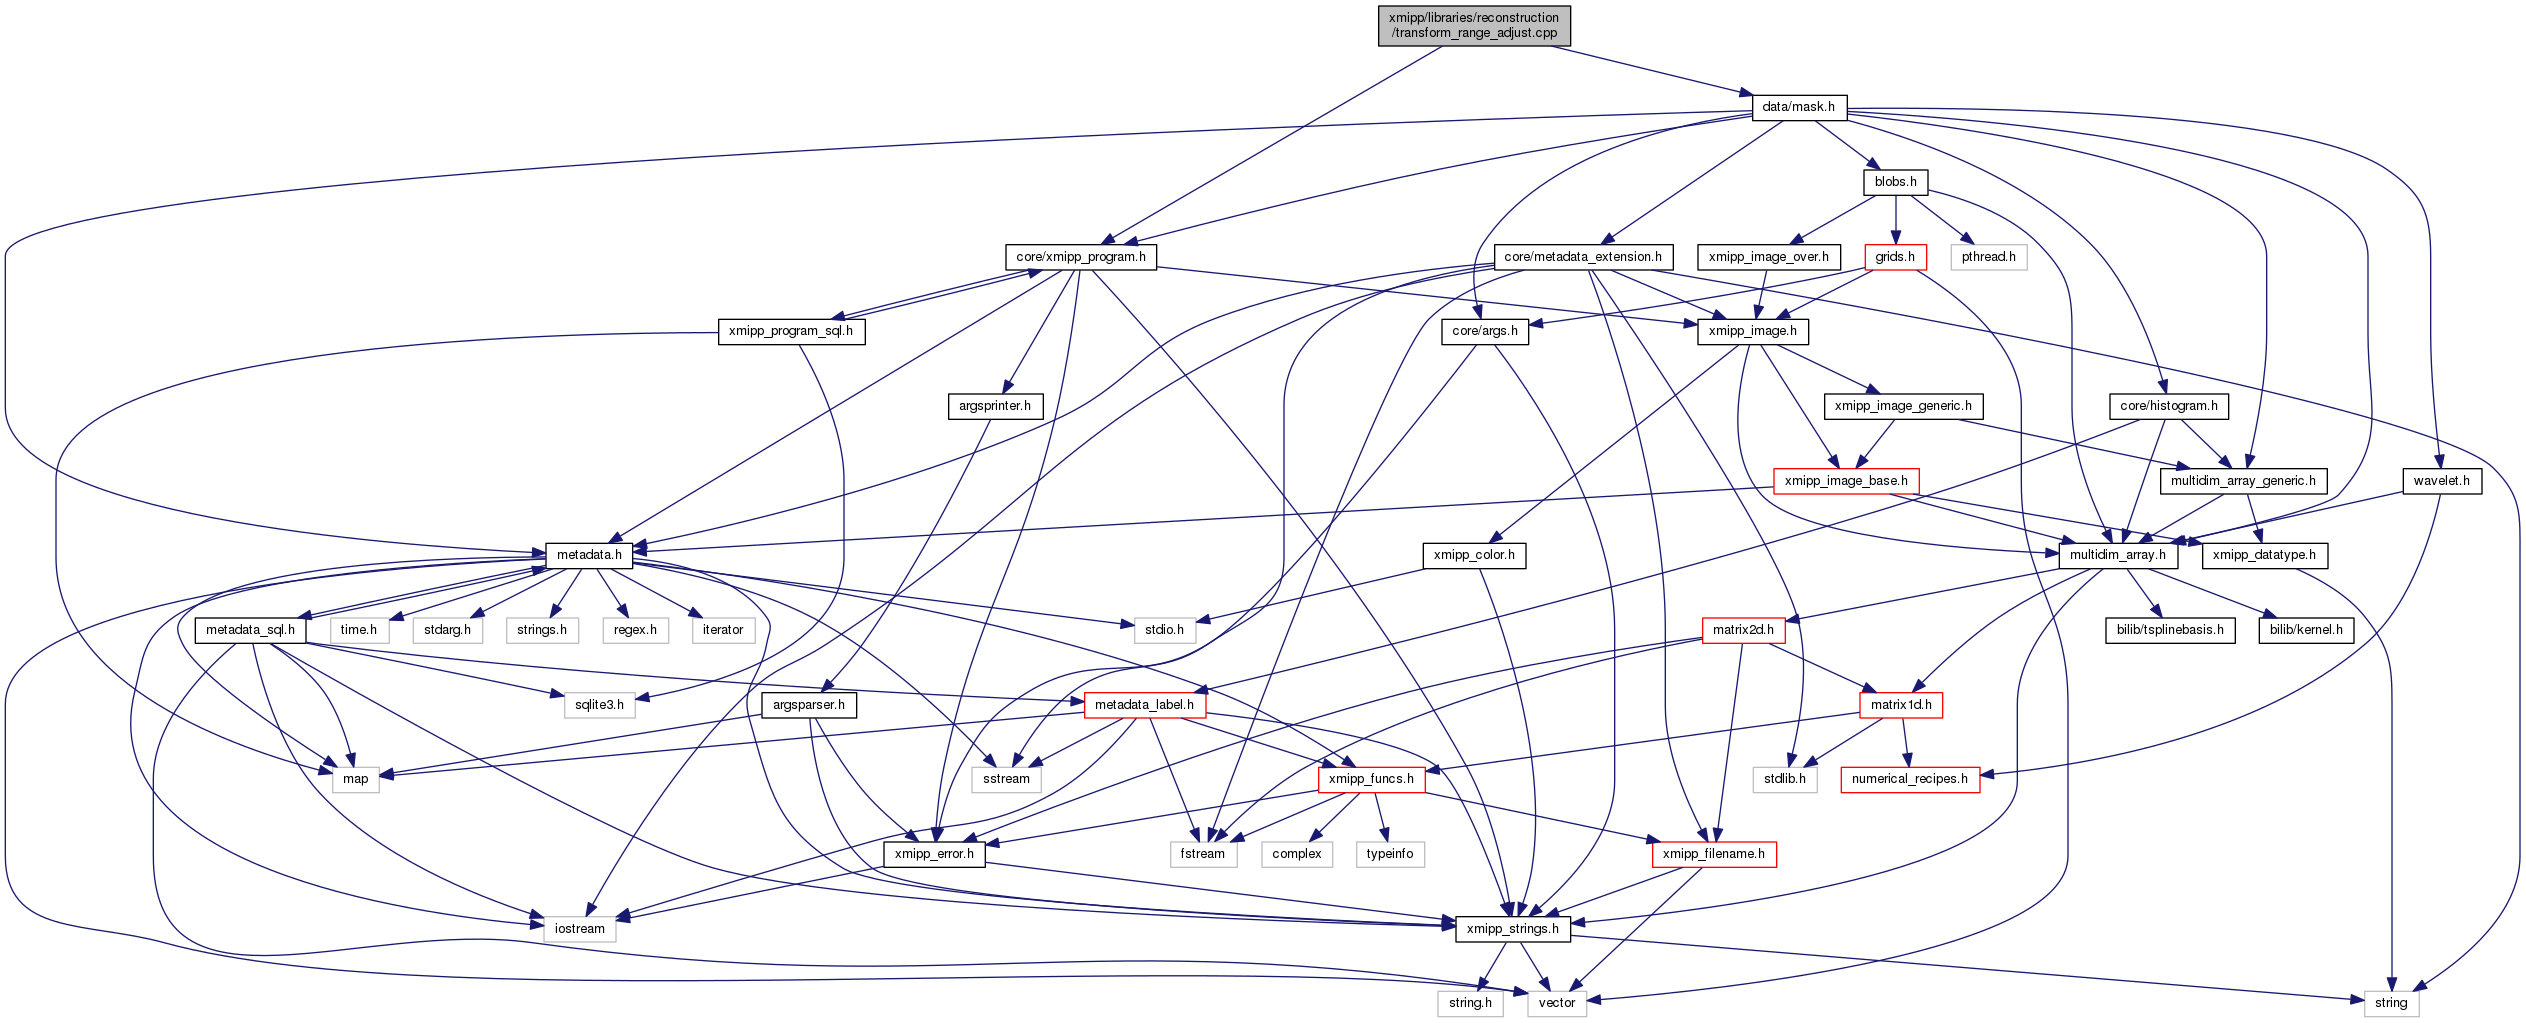 xmipp/libraries/reconstruction
/transform_range_adjust.cpp
data/mask.h
blobs.h
core/xmipp_program.h
core/metadata_extension.h
xmipp_image_over.h
grids.h
pthread.h
xmipp_program_sql.h
core/args.h
xmipp_image.h
argsprinter.h
xmipp_image_generic.h
core/histogram.h
xmipp_image_base.h
multidim_array_generic.h
wavelet.h
metadata.h
xmipp_color.h
multidim_array.h
xmipp_datatype.h
metadata_sql.h
time.h
stdarg.h
strings.h
regex.h
iterator
stdio.h
matrix2d.h
bilib/tsplinebasis.h
bilib/kernel.h
sqlite3.h
argsparser.h
metadata_label.h
matrix1d.h
map
sstream
xmipp_funcs.h
stdlib.h
numerical_recipes.h
xmipp_error.h
fstream
complex
typeinfo
xmipp_filename.h
iostream
xmipp_strings.h
string.h
vector
string